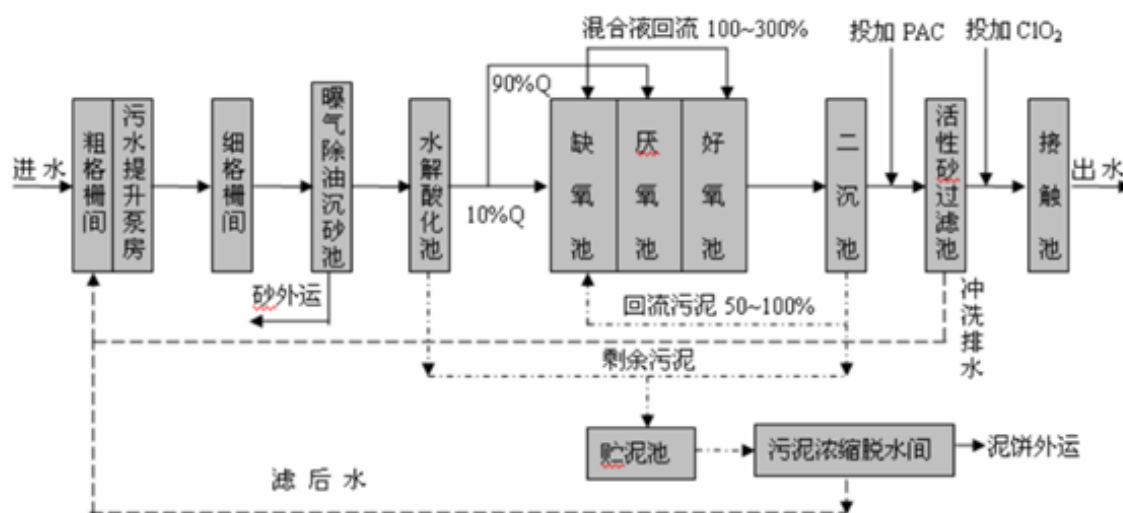 混合液回流 100~300%
投加 PAC
投加 ClO₂
90%Q
进 水
粗格栅间
污水提升泵房
细格栅间
曝气除油沉砂池
水解酸化池
10%Q
缺氧池
厌氧池
好氧池
二沉池
活性砂过滤池
接触池
出 水
砂外运
回流污泥 50~100%
冲洗排水
剩余污泥
贮泥池
污泥浓缩脱水间
泥饼外运
滤 后 水